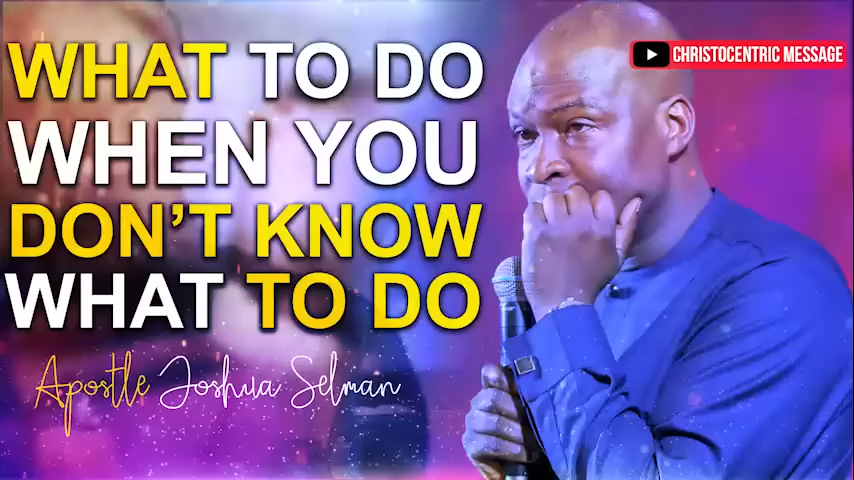 WHAT TO DO
WHEN YOU
DON'T KNOW
WHAT TO DO
Apostle Joshua Selman
CHRISTOCENTRIC MESSAGE